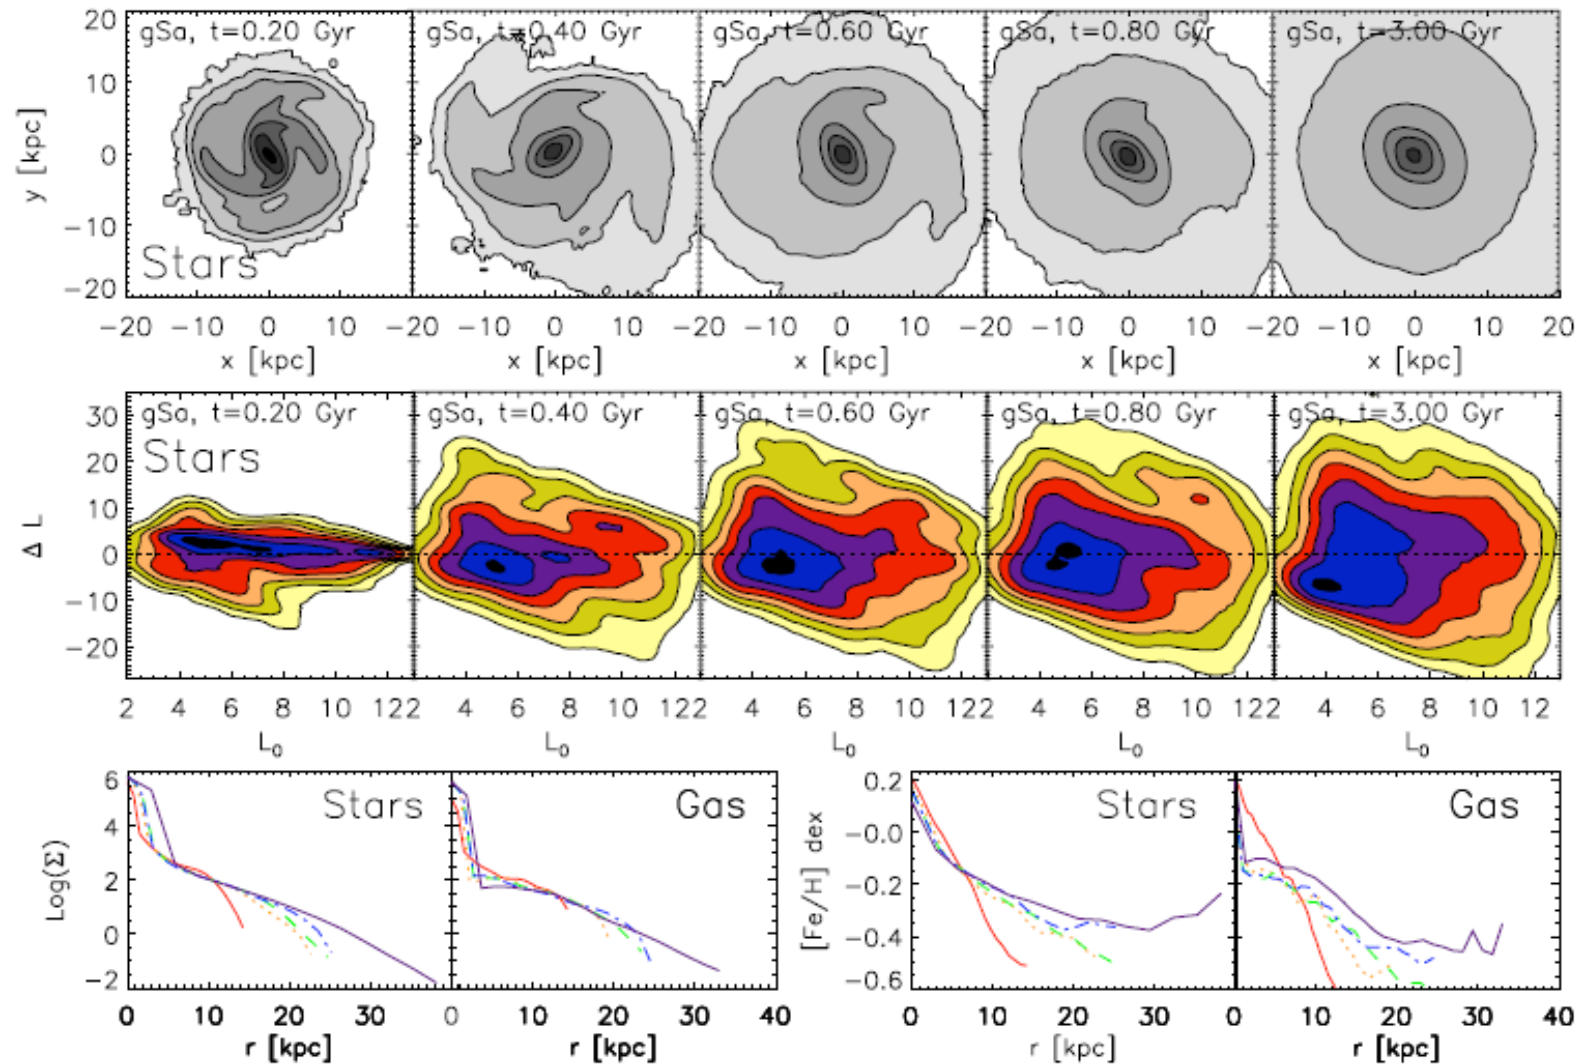 gSa, t=0.20 Gyr gSa, t=0.40 Gyr gSa, t=0.60 Gyr gSa, t=0.80 Gyr gSa, t=3.00 Gyr
20
10
0
-10
-20
y [kpc]
Stars
-20 -10 0 10 -20 -10 0 10 -20 -10 0 10 -20 -10 0 10 -20 -10 0 10 20
x [kpc] x [kpc] x [kpc] x [kpc] x [kpc]
gSa, t=0.20 Gyr gSa, t=0.40 Gyr gSa, t=0.60 Gyr gSa, t=0.80 Gyr gSa, t=3.00 Gyr
Stars
30
20
10
0
-10
-20
Δ L
2 4 6 8 10 122 4 6 8 10 122 4 6 8 10 122 4 6 8 10 122 4 6 8 10 12
L₀ L₀ L₀ L₀ L₀
Stars Gas Stars Gas
6
4
2
0
-2
Log(Σ)
0.2
-0.0
-0.2
-0.4
-0.6
[Fe/H] dex
0 10 20 30 0 10 20 30 40 0 10 20 30 0 10 20 30 40
r [kpc] r [kpc] r [kpc] r [kpc]